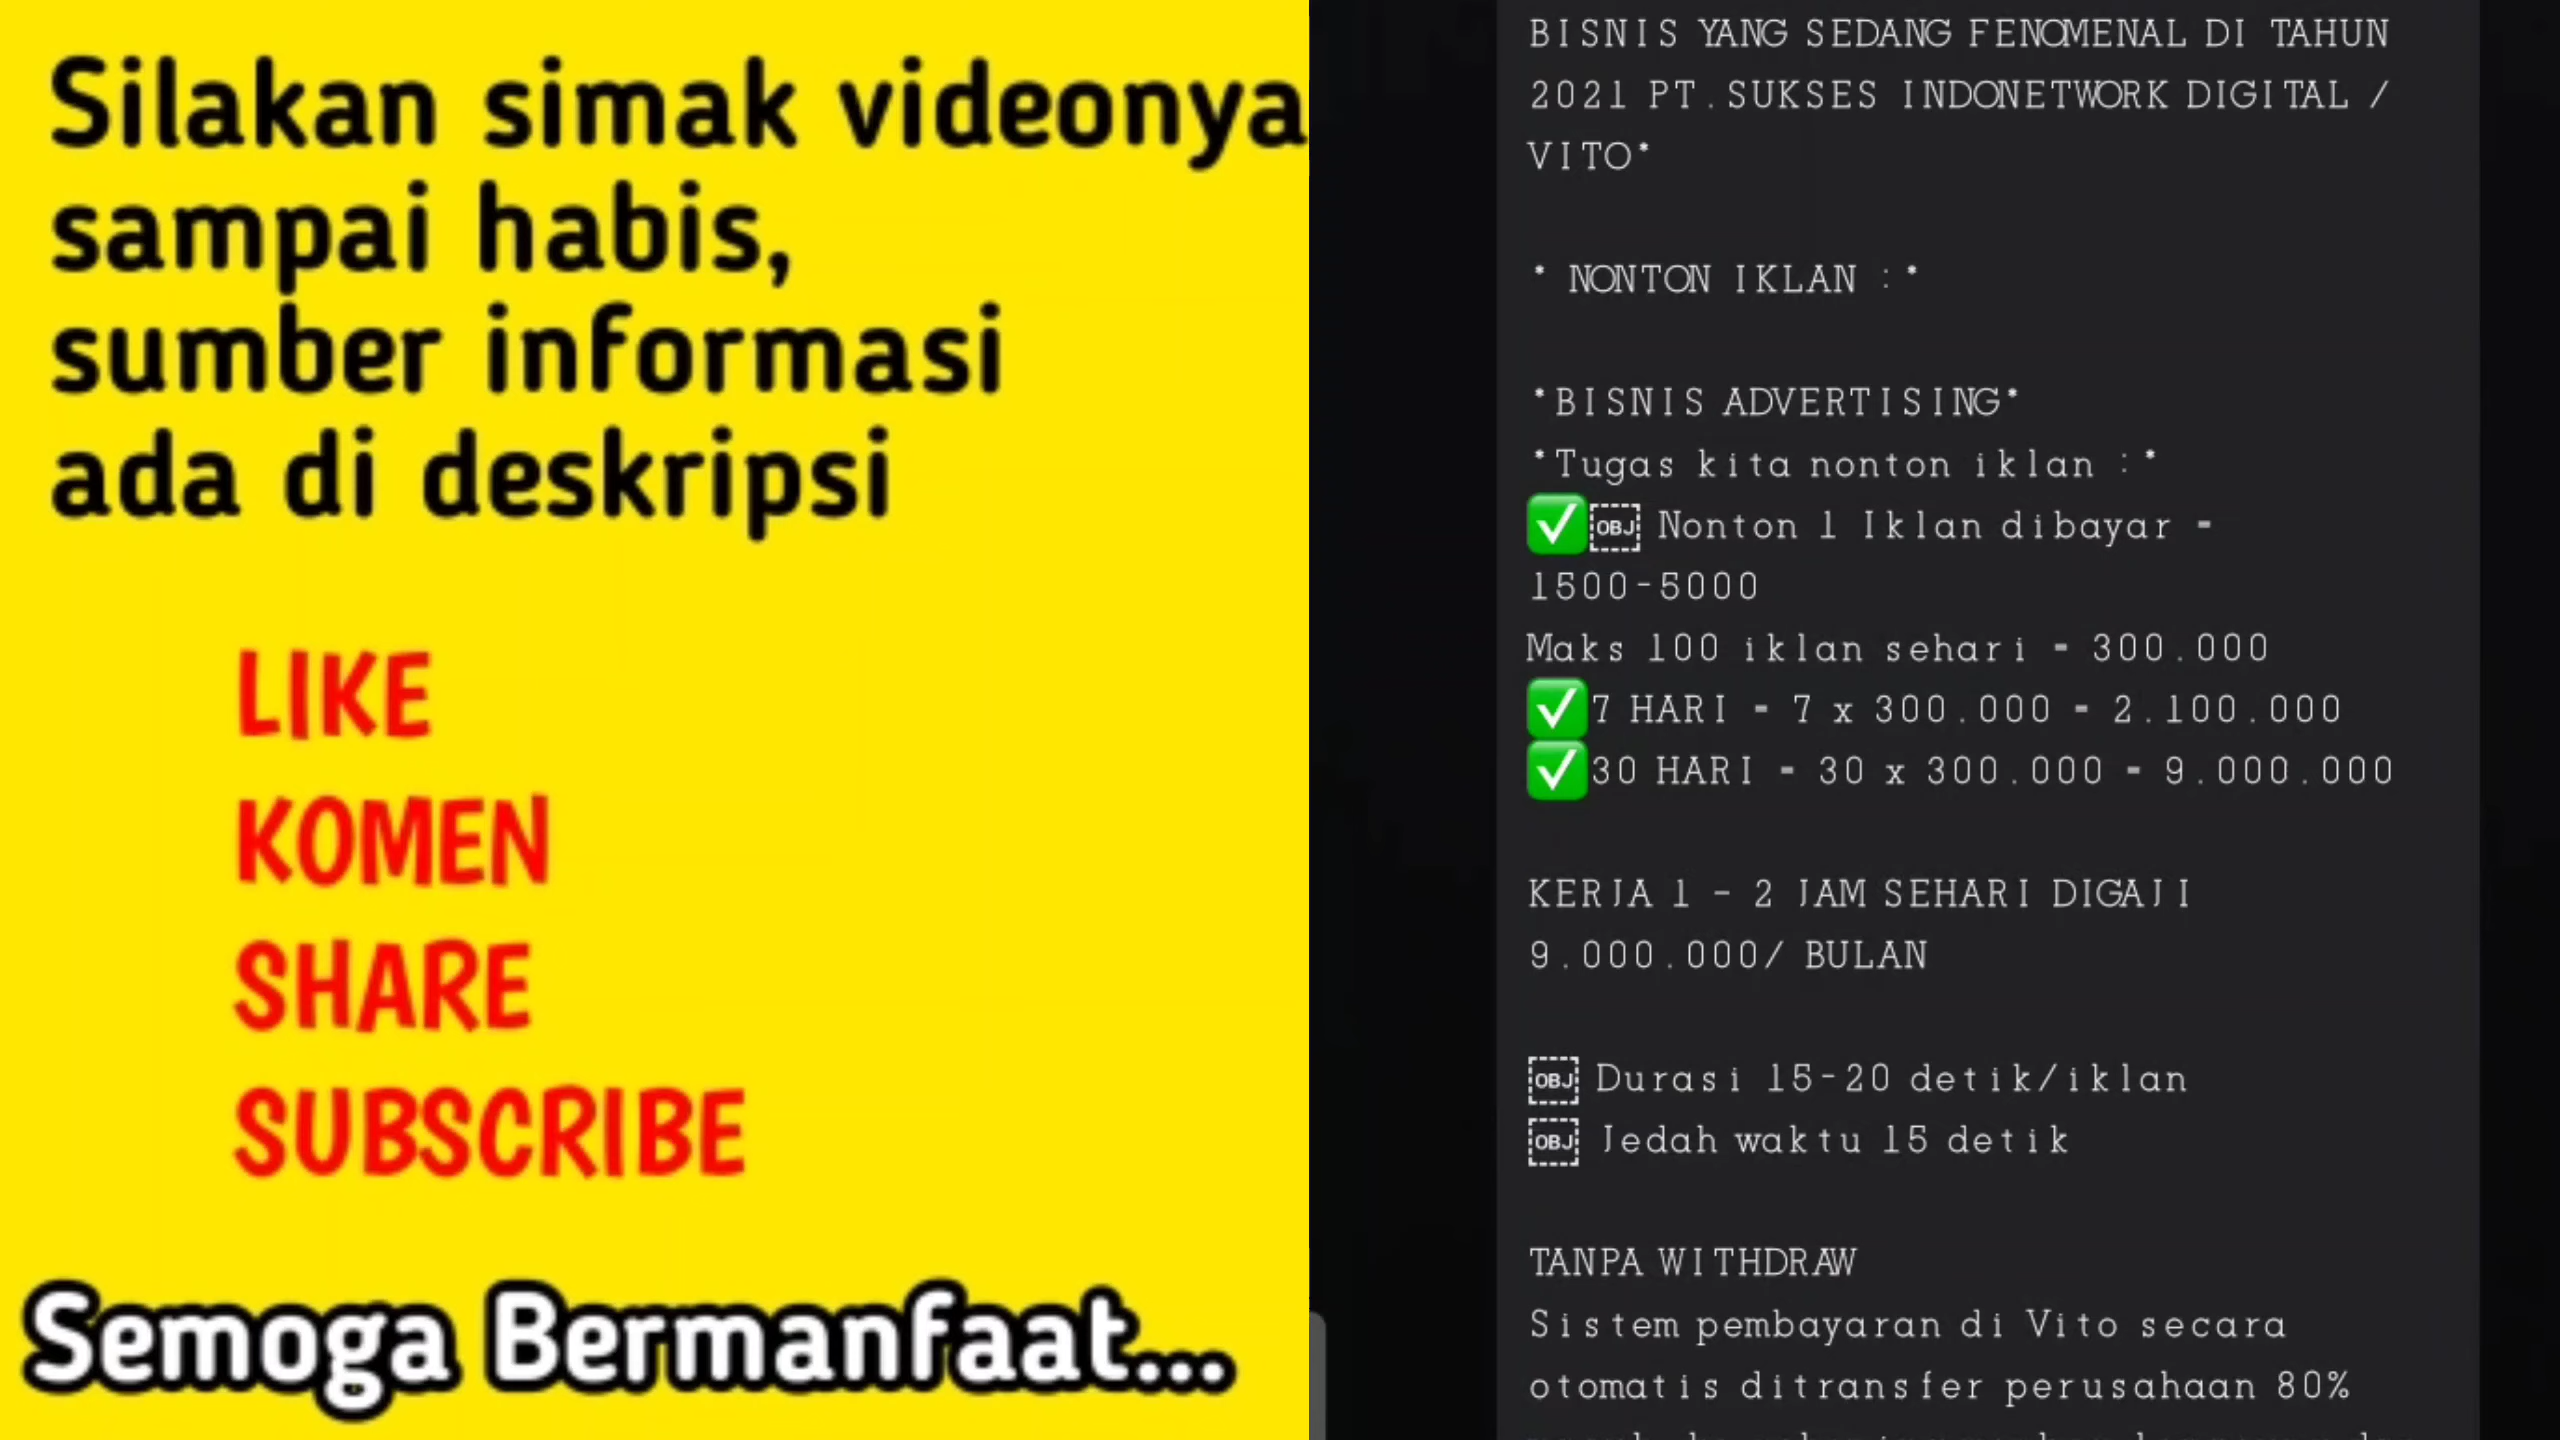 Silakan simak videonya
sampai habis,
sumber informasi
ada di deskripsi
LIKE
KOMEN
SHARE
SUBSCRIBE
Semoga Bermanfaat...
BISNIS YANG SEDANG FENOMENAL DI TAHUN
2021 PT.SUKSES INDONETWORK DIGITAL /
VITO*
* NONTON IKLAN :*
*BISNIS ADVERTISING*
*Tugas kita nonton iklan :*
✅ Nonton 1 Iklan dibayar =
1500-5000
Maks 100 iklan sehari = 300.000
✅7 HARI = 7 x 300.000 = 2.100.000
✅30 HARI = 30 x 300.000 = 9.000.000
KERJA 1 - 2 JAM SEHARI DIGAJI
9.000.000/ BULAN
Durasi 15-20 detik/iklan
Jedah waktu 15 detik
TANPA WITHDRAW
Sistem pembayaran di Vito secara
otomatis ditransfer perusahaan 80%